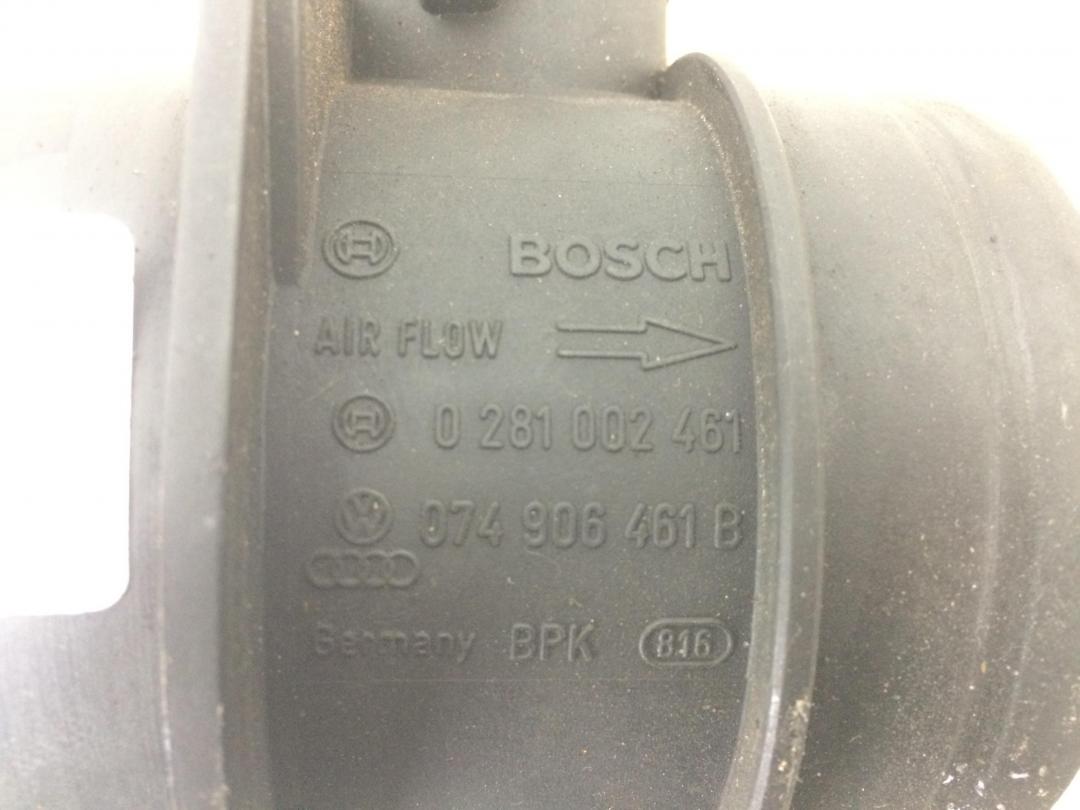 BOSCH
AIR FLOW
0 281 002 461
074 906 461 B
Germany BPK 816